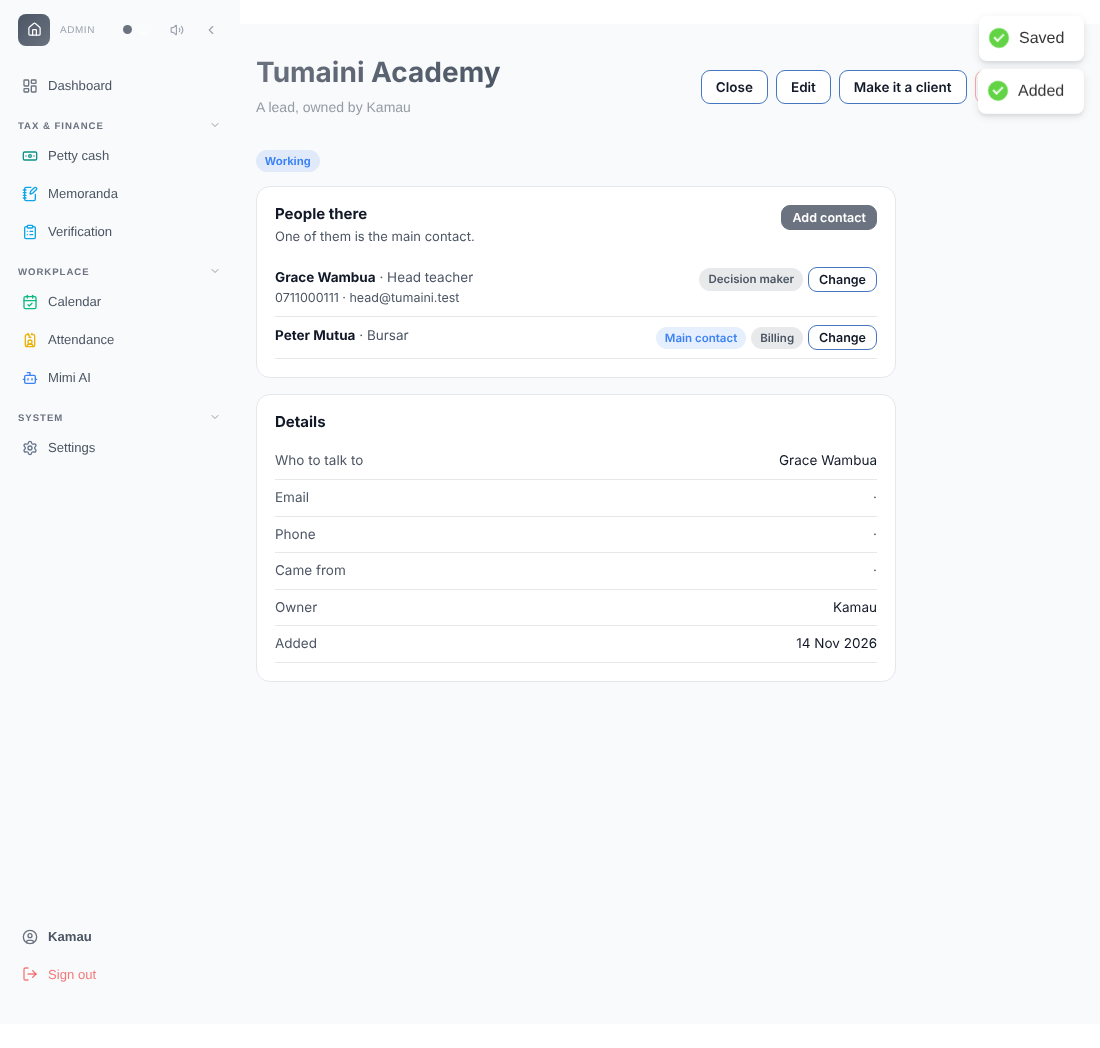 ADMIN
Dashboard
TAX & FINANCE
Petty cash
Memoranda
Verification
WORKPLACE
Calendar
Attendance
Mimi AI
SYSTEM
Settings
Kamau
Sign out
Tumaini Academy
A lead, owned by Kamau
Close
Edit
Make it a client
Saved
Added
Working
People there
One of them is the main contact.
Add contact
Grace Wambua · Head teacher
0711000111 · head@tumaini.test
Decision maker
Change
Peter Mutua · Bursar
Main contact
Billing
Change
Details
Who to talk to Grace Wambua
Email ·
Phone ·
Came from ·
Owner Kamau
Added 14 Nov 2026